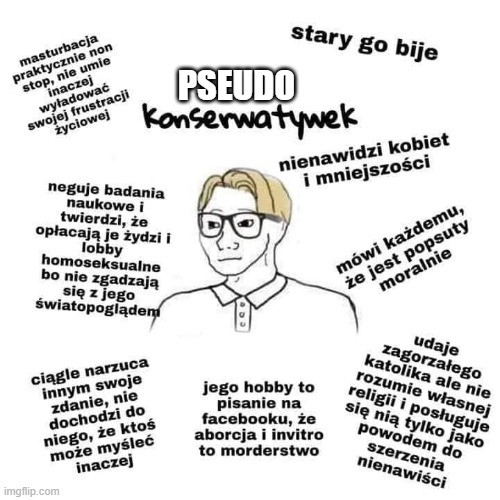 masturbacja
praktycznie non
stop, nie umie
inaczej
wyładować
swojej frustracji
życiowej
PSEUDO
konserwatywek
stary go bije
nienawidzi kobiet
i mniejszości
neguje badania
naukowe i
twierdzi, że
opłacają je żydzi i
lobby
homoseksualne
bo nie zgadzają
się z jego
światopoglądem
mówi każdemu,
że jest popsuty
moralnie
ciągle narzuca
innym swoje
zdanie, nie
dochodzi do
niego, że ktoś
może myśleć
inaczej
jego hobby to
pisanie na
facebooku, że
aborcja i invitro
to morderstwo
udaje
zagorzałego
katolika ale nie
rozumie własnej
religii i posługuje
się nią tylko jako
powodem do
szerzenia
nienawiści
imgflip.com